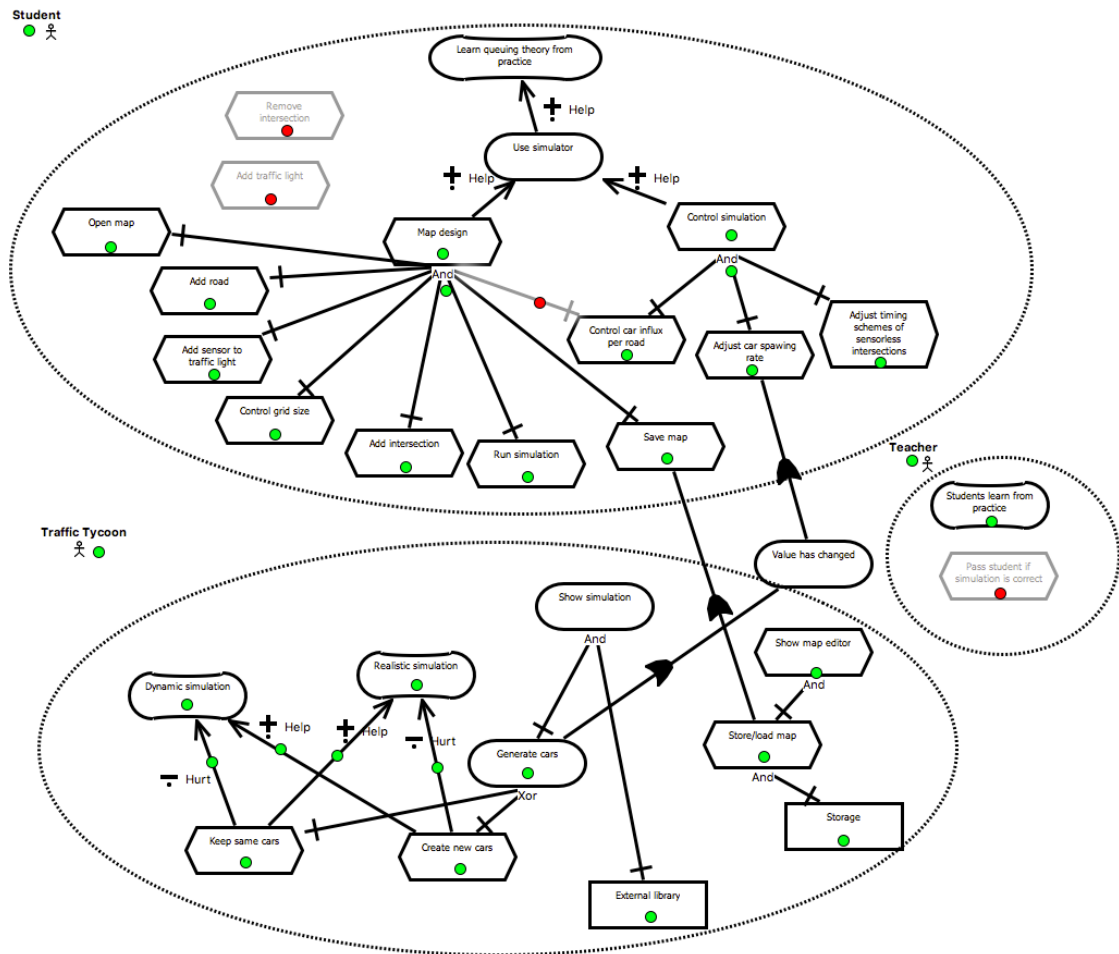 Student
Learn queuing theory from
practice
Help
Remove
intersection
Use simulator
Add traffic light
Help
Help
Open map
Map design
Control simulation
And
And
Add road
Control car influx
per road
Adjust car spawing
rate
Adjust timing
schemes of
sensorless
intersections
Add sensor to
traffic light
Control grid size
Add intersection
Run simulation
Save map
Teacher
Students learn from
practice
Pass student if
simulation is correct
Traffic Tycoon
Value has changed
Show simulation
And
Show map editor
And
Dynamic simulation
Realistic simulation
Help
Help
Hurt
Hurt
Generate cars
Xor
Store/load map
And
Storage
Keep same cars
Create new cars
External library